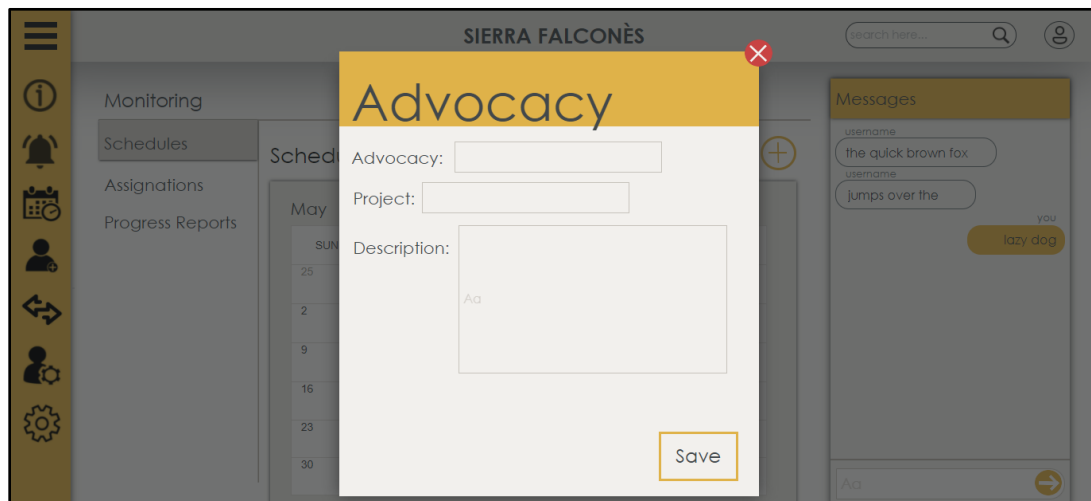 SIERRA FALCONÈS
search here...
Monitoring
Schedules
Assignations
Progress Reports
Schedu
May
SUN
25
2
9
16
23
30
Advocacy
Advocacy:
Project:
Description:
Aa
Save
Messages
username
the quick brown fox
username
jumps over the
you
lazy dog
Aa